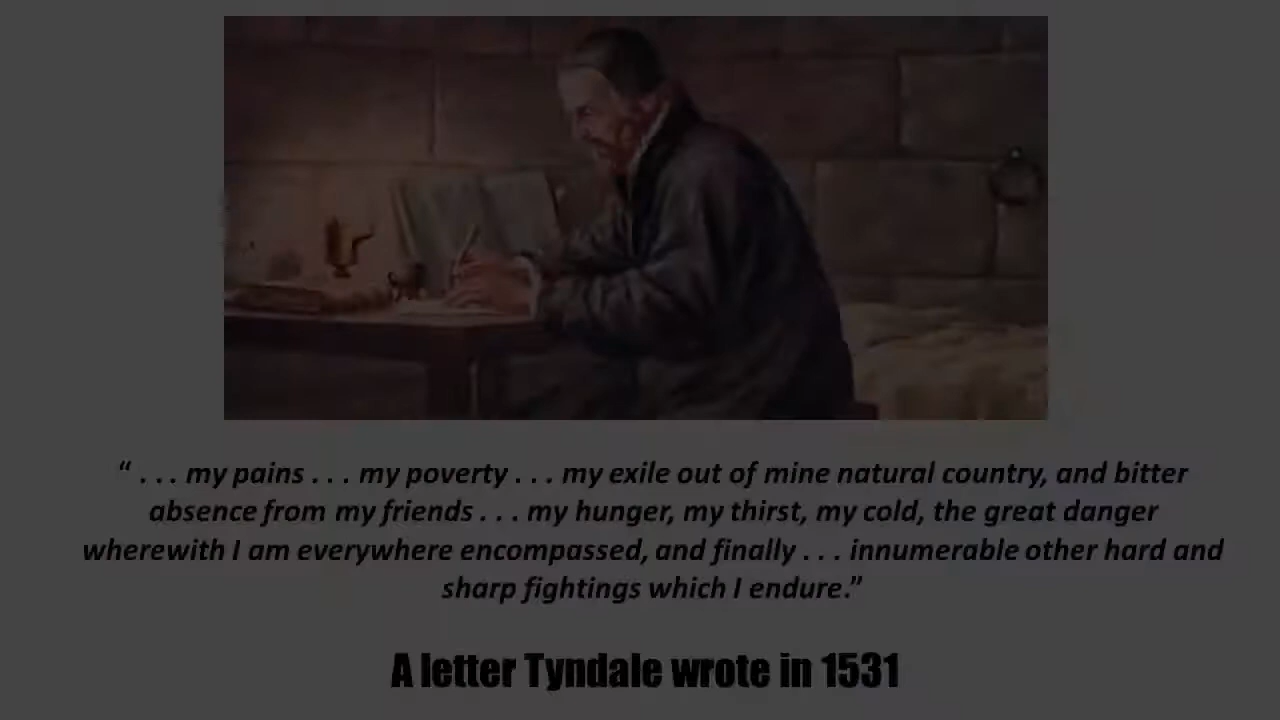 “ . . . my pains . . . my poverty . . . my exile out of mine natural country, and bitter
absence from my friends . . . my hunger, my thirst, my cold, the great danger
wherewith I am everywhere encompassed, and finally . . . innumerable other hard and
sharp fightings which I endure.”
A letter Tyndale wrote in 1531